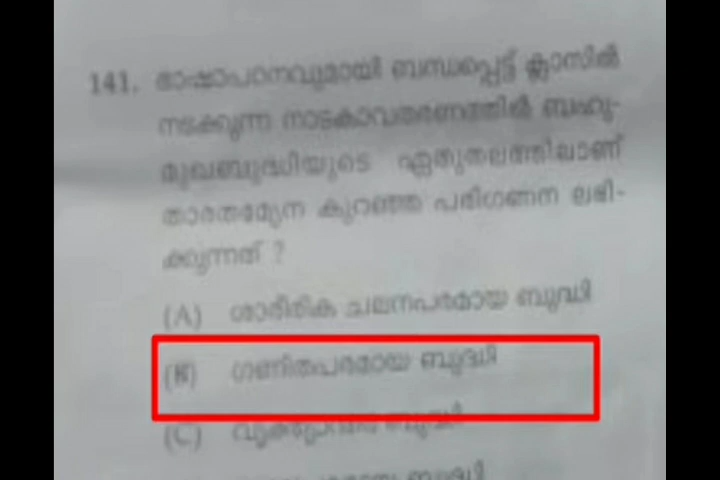 141. ഭാഷാപഠനവുമായി ബന്ധപ്പെട്ട് ക്ലാസിൽ
നടക്കുന്ന നാടകാവതരണത്തിൽ ബഹു-
മുഖബുദ്ധിയുടെ ഏതുതലത്തിലാണ്
താരതമ്യേന കുറഞ്ഞ പരിഗണന ലഭി-
ക്കുന്നത് ?
(A) ശാരീരിക ചലനപരമായ ബുദ്ധി
(B) ഗണിതപരമായ ബുദ്ധി
(C) ബുദ്ധി
ബുദ്ധി